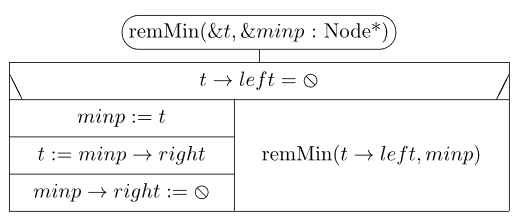 remMin(&t, &minp : Node*)
t → left = ⦸
minp := t
t := minp → right
remMin(t → left, minp)
minp → right := ⦸